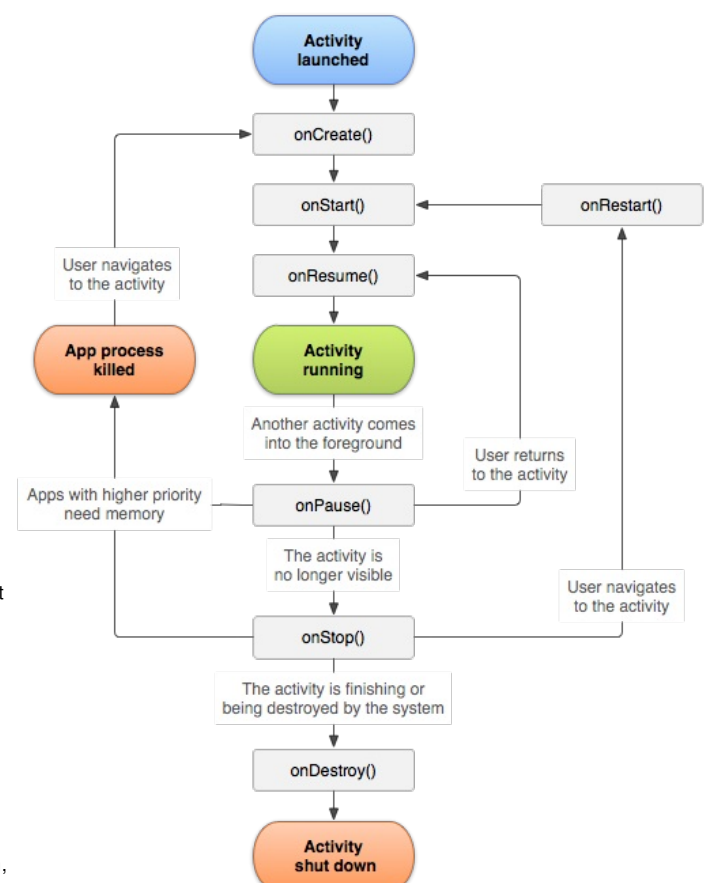 Activity
launched
onCreate()
onStart()
onRestart()
User navigates
to the activity
onResume()
App process
killed
Activity
running
Another activity comes
into the foreground
User returns
to the activity
Apps with higher priority
need memory
onPause()
The activity is
no longer visible
t
User navigates
to the activity
onStop()
The activity is finishing or
being destroyed by the system
onDestroy()
Activity
shut down
,